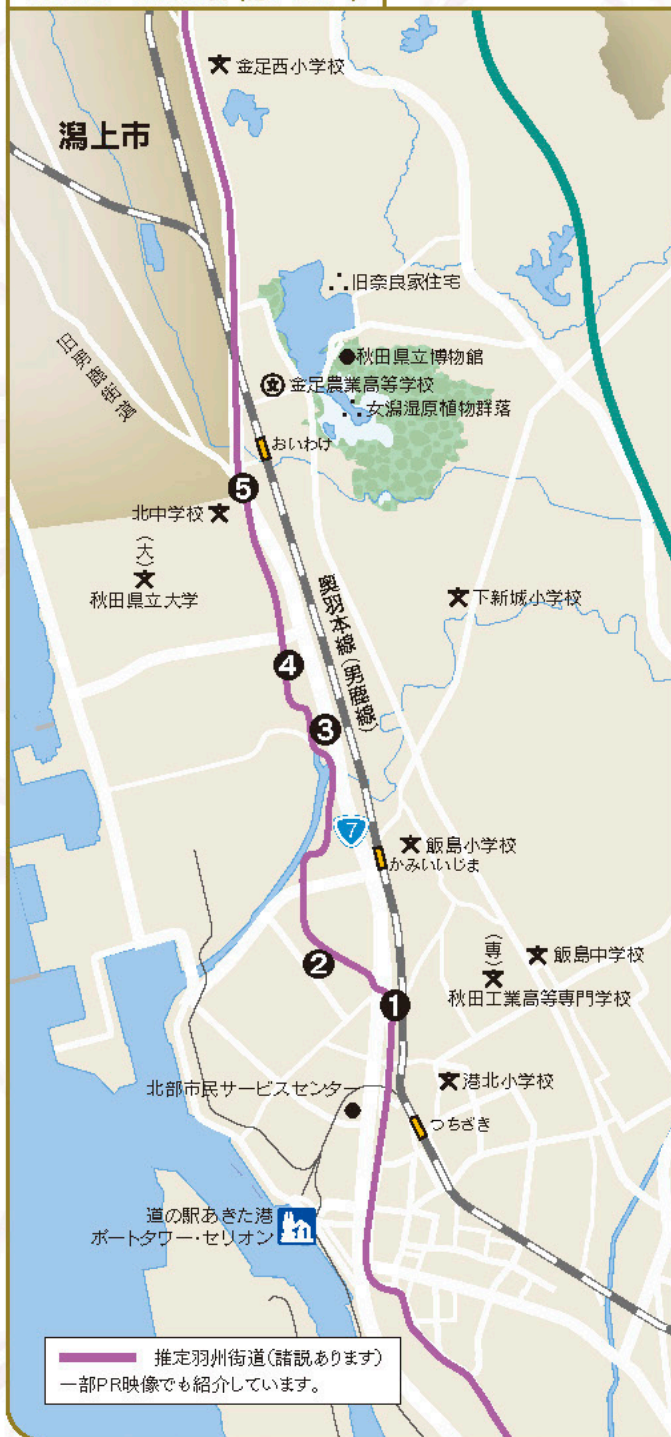 金足西小学校
潟上市
旧奈良家住宅
秋田県立博物館
金足農業高等学校
女潟湿原植物群落
旧男鹿街道
おいわけ
5
北中学校
(大)
秋田県立大学
下新城小学校
奥羽本線(男鹿線)
4
3
7
飯島小学校
かみいいじま
2
(専)
飯島中学校
秋田工業高等専門学校
1
北部市民サービスセンター
港北小学校
つちざき
道の駅あきた港
ポートタワー・セリオン
推定羽州街道(諸説あります)
一部PR映像でも紹介しています。